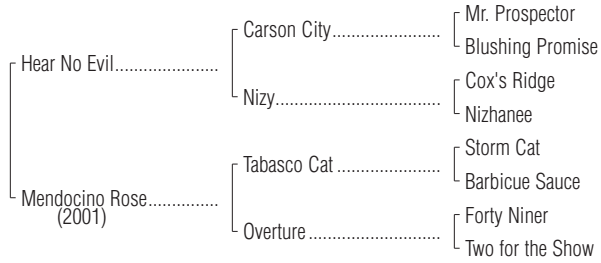 Mr. Prospector
Carson City
Blushing Promise
Hear No Evil
Cox's Ridge
Nizy
Nizhanee
Storm Cat
Tabasco Cat
Barbicue Sauce
Mendocino Rose
(2001)
Forty Niner
Overture
Two for the Show